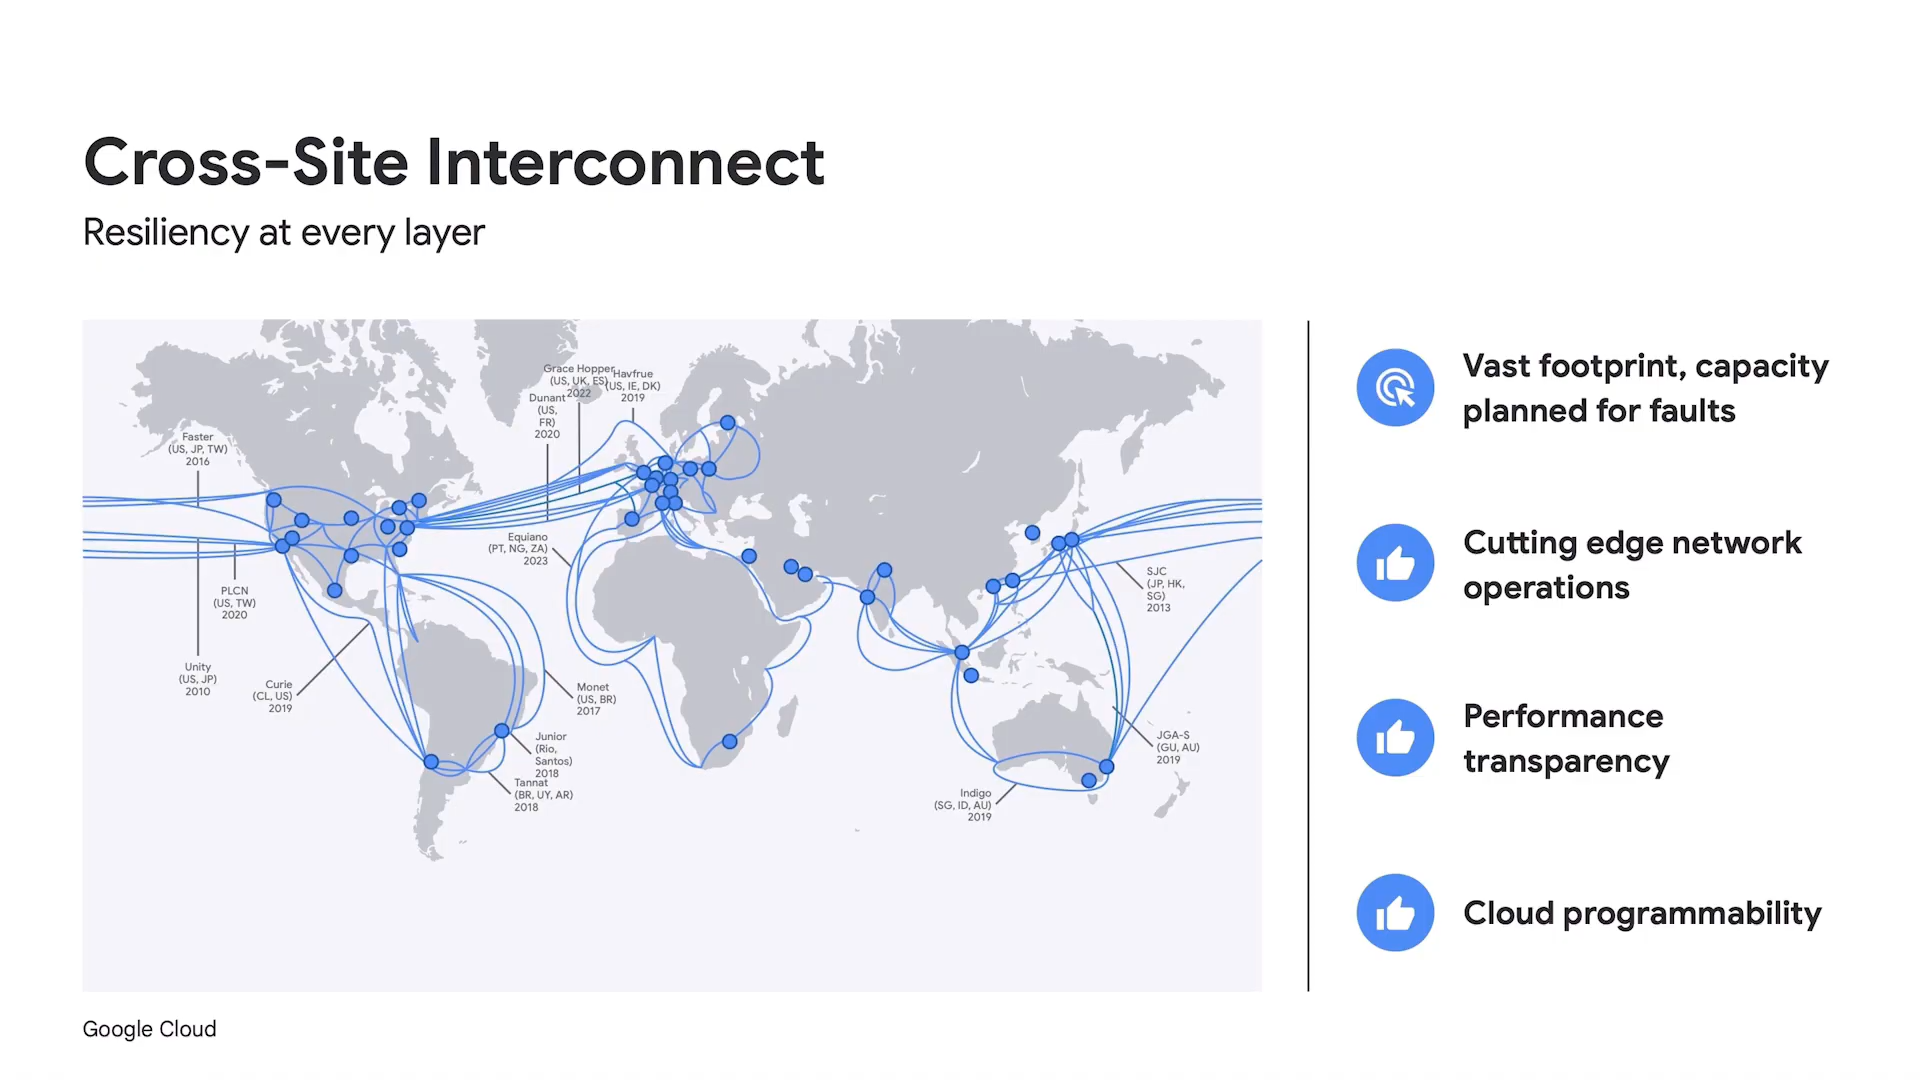 Cross-Site Interconnect
Resiliency at every layer
Grace Hopper
(US, UK, ES)
2022
Havfrue
(US, IE, DK)
2019
Dunant
(US,
FR)
2020
Faster
(US, JP, TW)
2016
Equiano
(PT, NG, ZA)
2023
PLCN
(US, TW)
2020
SJC
(JP, HK,
SG)
2013
Unity
(US, JP)
2010
Curie
(CL, US)
2019
Monet
(US, BR)
2017
Junior
(Rio,
Santos)
2018
Tannat
(BR, UY, AR)
2018
JGA-S
(GU, AU)
2019
Indigo
(SG, ID, AU)
2019
Vast footprint, capacity
planned for faults
Cutting edge network
operations
Performance
transparency
Cloud programmability
Google Cloud